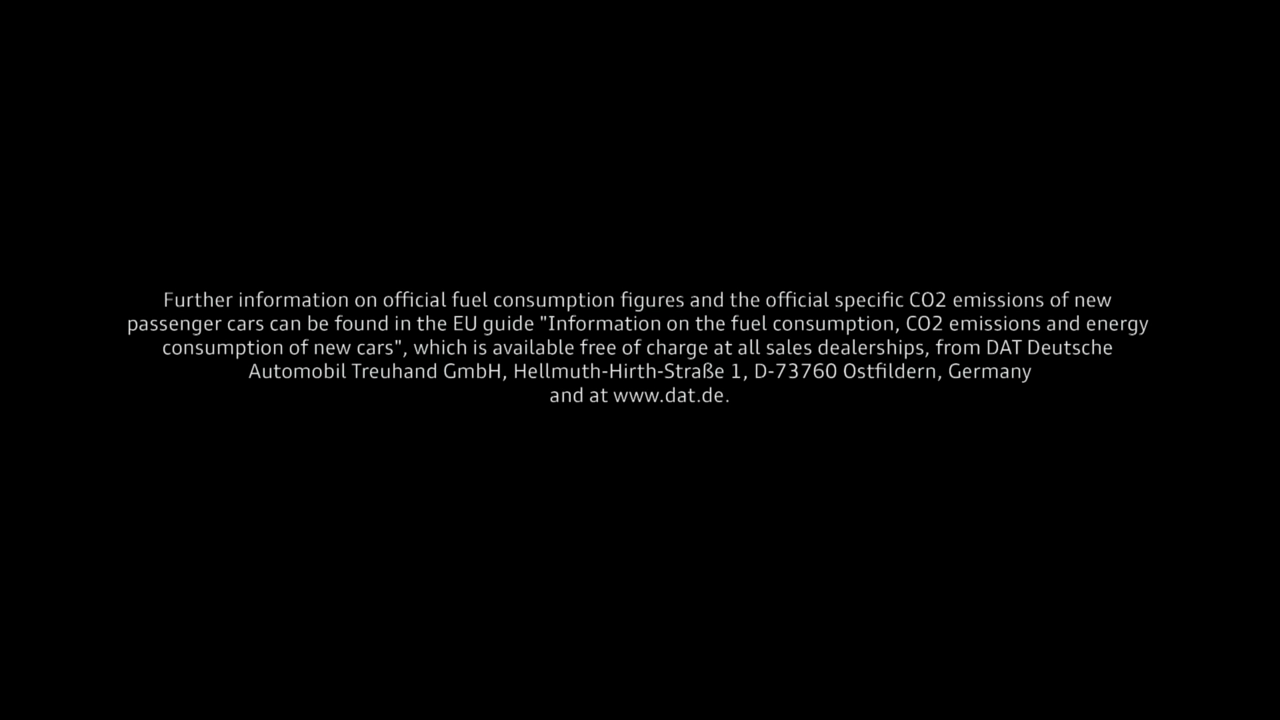 Further information on official fuel consumption figures and the official specific CO2 emissions of new
passenger cars can be found in the EU guide "Information on the fuel consumption, CO2 emissions and energy
consumption of new cars", which is available free of charge at all sales dealerships, from DAT Deutsche
Automobil Treuhand GmbH, Hellmuth-Hirth-Straße 1, D-73760 Ostfildern, Germany
and at www.dat.de.